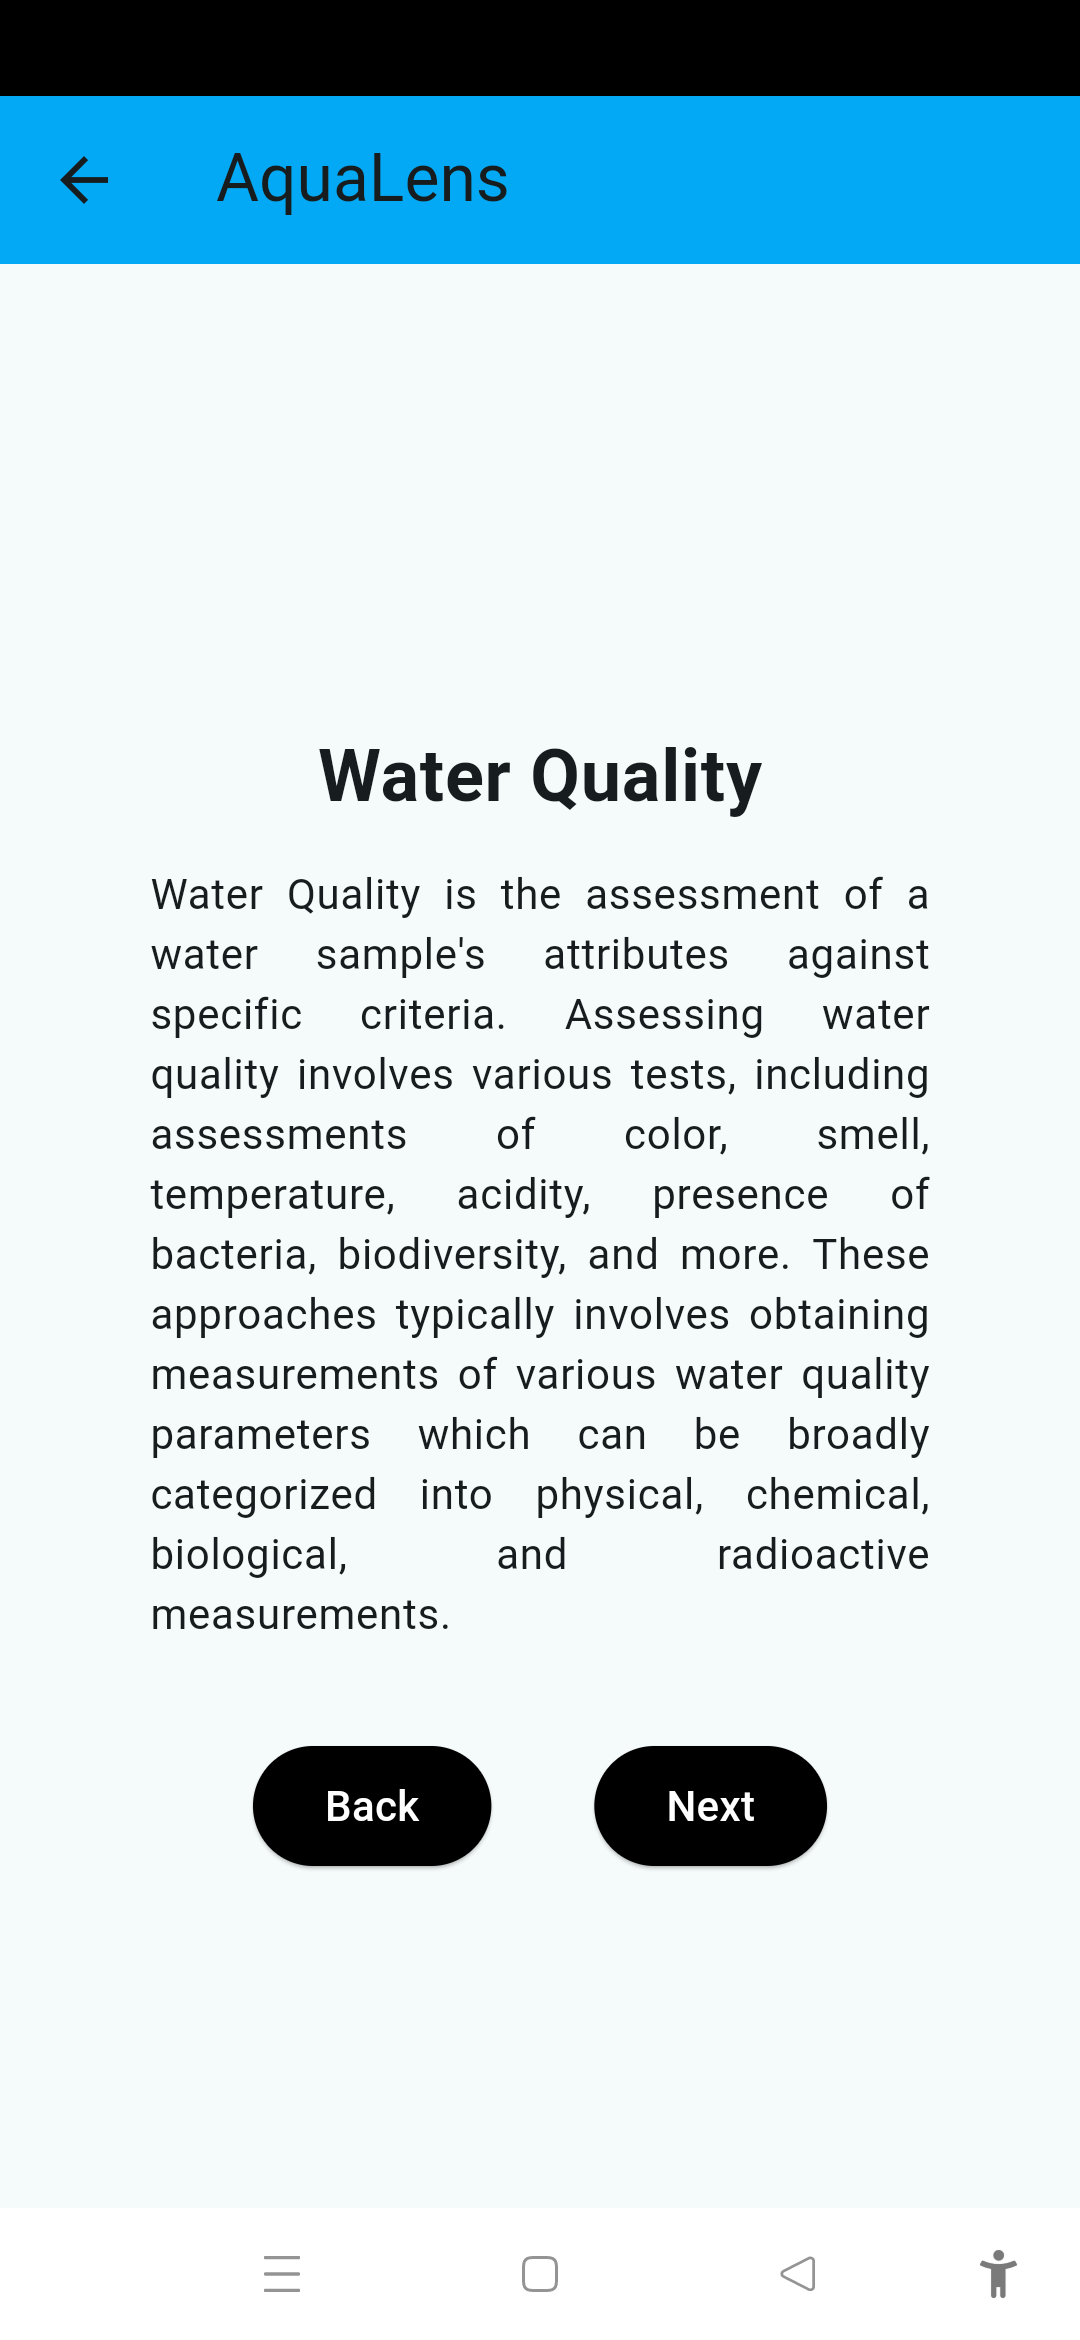 AquaLens
Water Quality
Water Quality is the assessment of a
water sample's attributes against
specific criteria. Assessing water
quality involves various tests, including
assessments of color, smell,
temperature, acidity, presence of
bacteria, biodiversity, and more. These
approaches typically involves obtaining
measurements of various water quality
parameters which can be broadly
categorized into physical, chemical,
biological, and radioactive
measurements.
Back
Next